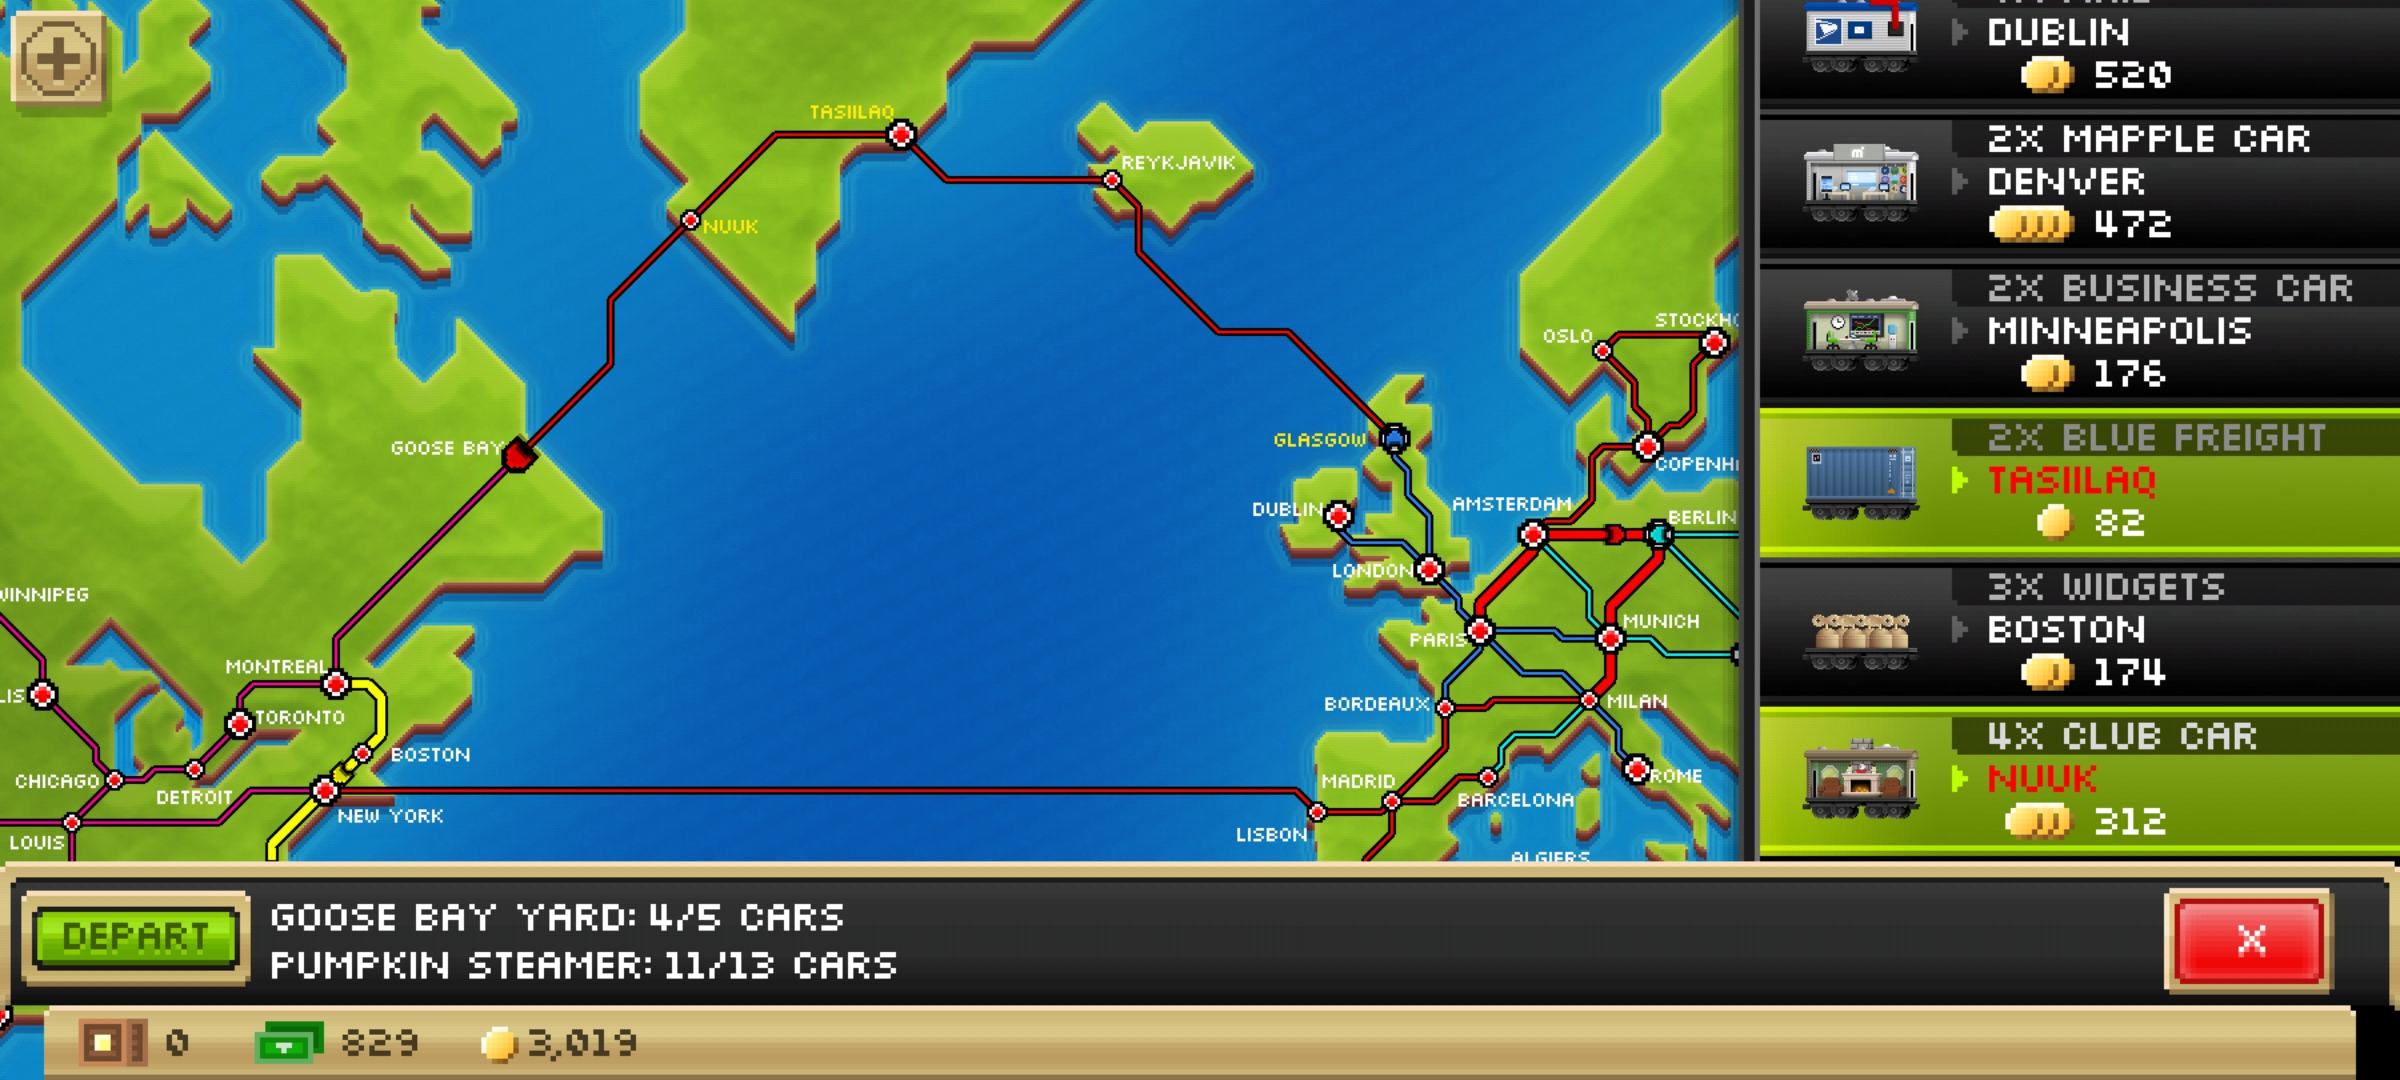 TASIILAQ
REYKJAVIK
NUUK
OSLO
GOOSE BAY
GLASGOW
DUBLIN
AMSTERDAM
BERLIN
LONDON
WINNIPEG
MUNICH
PARIS
MONTREAL
TORONTO
BORDEAUX
MILAN
BOSTON
CHICAGO
DETROIT
MADRID
ROME
BARCELONA
NEW YORK
LISBON
LOUIS
DUBLIN
520
2X MAPPLE CAR
DENVER
472
2X BUSINESS CAR
MINNEAPOLIS
176
2X BLUE FREIGHT
TASIILAQ
82
3X WIDGETS
BOSTON
174
4X CLUB CAR
NUUK
312
DEPART
GOOSE BAY YARD: 4/5 CARS
PUMPKIN STEAMER: 11/13 CARS
X
0
829
3,019